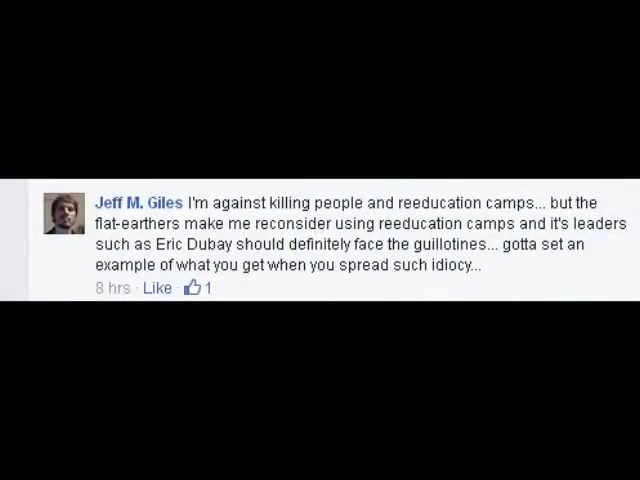 Jeff M. Giles I'm against killing people and reeducation camps... but the
flat-earthers make me reconsider using reeducation camps and it's leaders
such as Eric Dubay should definitely face the guillotines... gotta set an
example of what you get when you spread such idiocy...
8 hrs · Like · 1